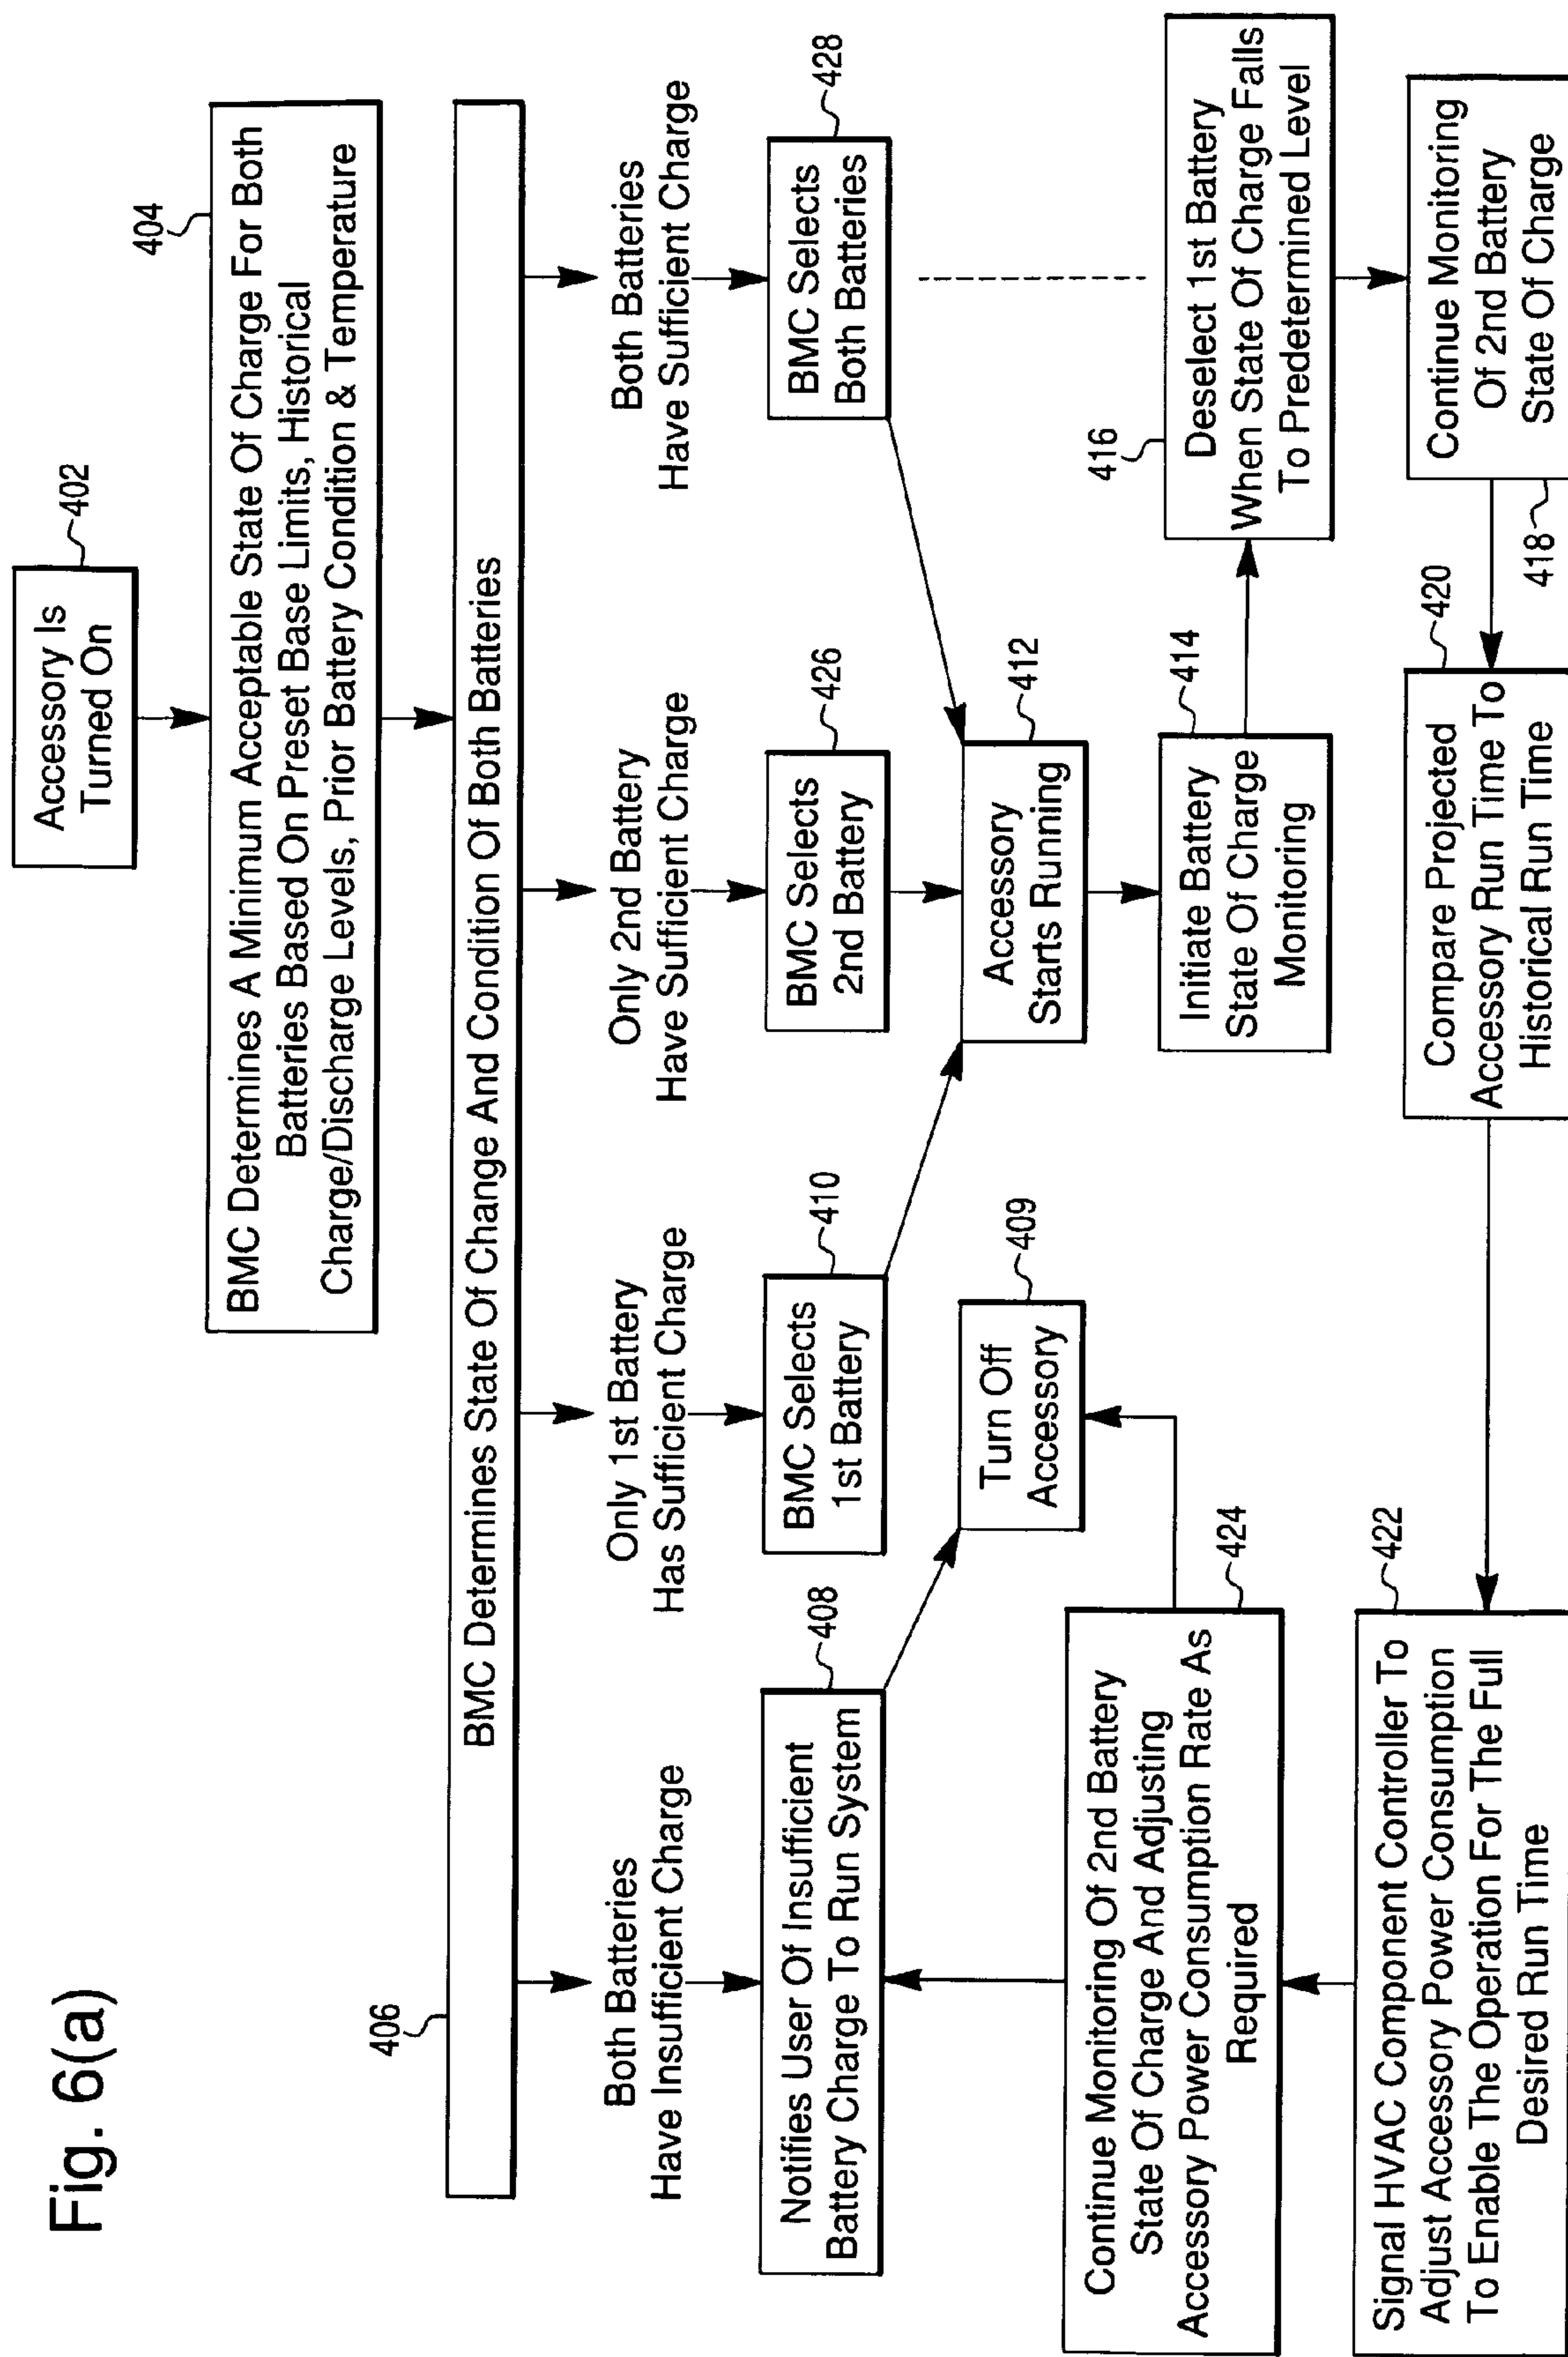 Fig. 6(a)
Accessory Is
Turned On
402
404
BMC Determines A Minimum Acceptable State Of Charge For Both
Batteries Based On Preset Base Limits, Historical
Charge/Discharge Levels, Prior Battery Condition & Temperature
406
BMC Determines State Of Change And Condition Of Both Batteries
Both Batteries
Have Insufficient Charge
Only 1st Battery
Has Sufficient Charge
Only 2nd Battery
Have Sufficient Charge
Both Batteries
Have Sufficient Charge
Notifies User Of Insufficient
Battery Charge To Run System
408
BMC Selects
1st Battery
410
BMC Selects
2nd Battery
426
BMC Selects
Both Batteries
428
Turn Off
Accessory
409
Accessory
Starts Running
412
Continue Monitoring Of 2nd Battery
State Of Charge And Adjusting
Accessory Power Consumption Rate As
Required
424
Initiate Battery
State Of Charge
Monitoring
414
416
Deselect 1st Battery
When State Of Charge Falls
To Predetermined Level
Signal HVAC Component Controller To
Adjust Accessory Power Consumption
To Enable The Operation For The Full
Desired Run Time
422
Compare Projected
Accessory Run Time To
Historical Run Time
420
Continue Monitoring
Of 2nd Battery
State Of Charge
418